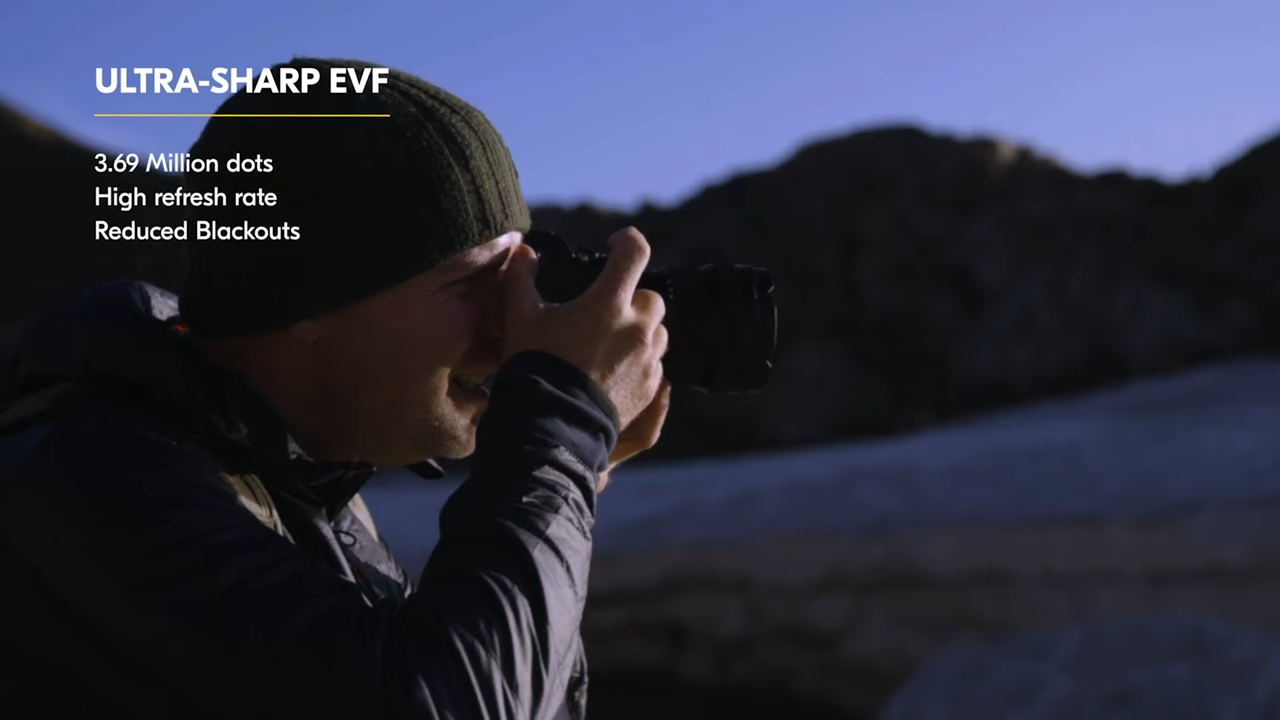 ULTRA-SHARP EVF
3.69 Million dots
High refresh rate
Reduced Blackouts